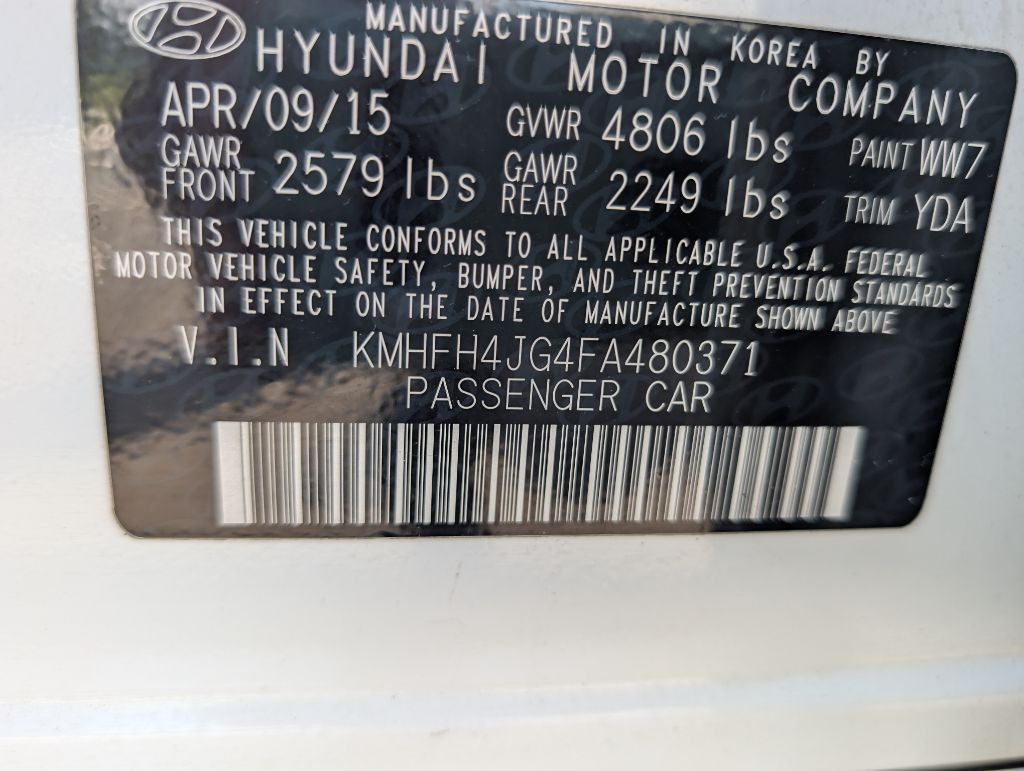 MANUFACTURED IN KOREA BY
HYUNDAI MOTOR COMPANY
APR/09/15 GVWR 4806 lbs PAINT WW7
GAWR FRONT 2579 lbs GAWR REAR 2249 lbs TRIM YDA
THIS VEHICLE CONFORMS TO ALL APPLICABLE U.S.A. FEDERAL
MOTOR VEHICLE SAFETY, BUMPER, AND THEFT PREVENTION STANDARDS
IN EFFECT ON THE DATE OF MANUFACTURE SHOWN ABOVE
V.I.N KMHFH4JG4FA480371
PASSENGER CAR